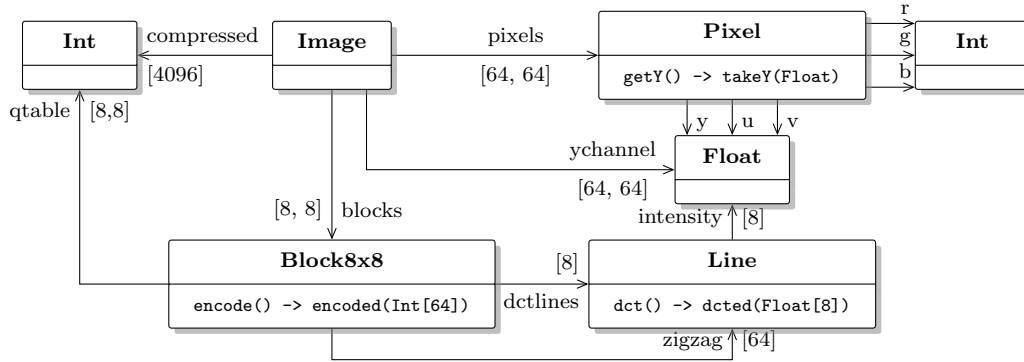 Int
compressed
[4096]
Image
pixels
[64, 64]
Pixel
getY() -> takeY(Float)
r
g
b
Int
qtable
[8,8]
y
u
v
ychannel
[64, 64]
Float
[8, 8]
blocks
intensity
[8]
Block8x8
encode() -> encoded(Int[64])
[8]
dctlines
Line
dct() -> dcted(Float[8])
zigzag
[64]